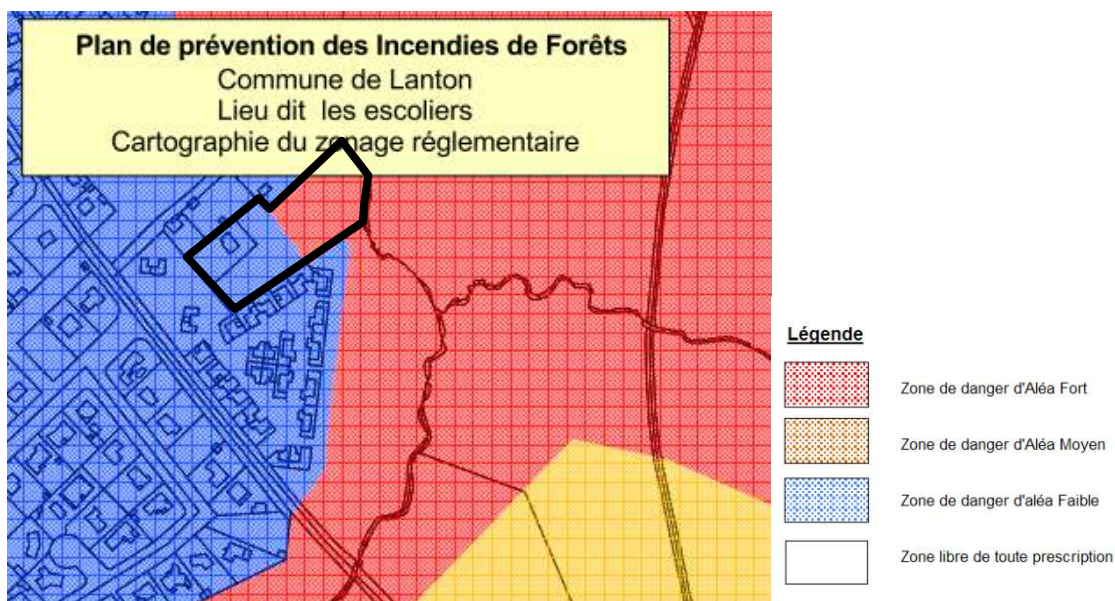 Plan de prévention des Incendies de Forêts
Commune de Lanton
Lieu dit les escoliers
Cartographie du zonage réglementaire
Légende
Zone de danger d'Aléa Fort
Zone de danger d'Aléa Moyen
Zone de danger d'aléa Faible
Zone libre de toute prescription